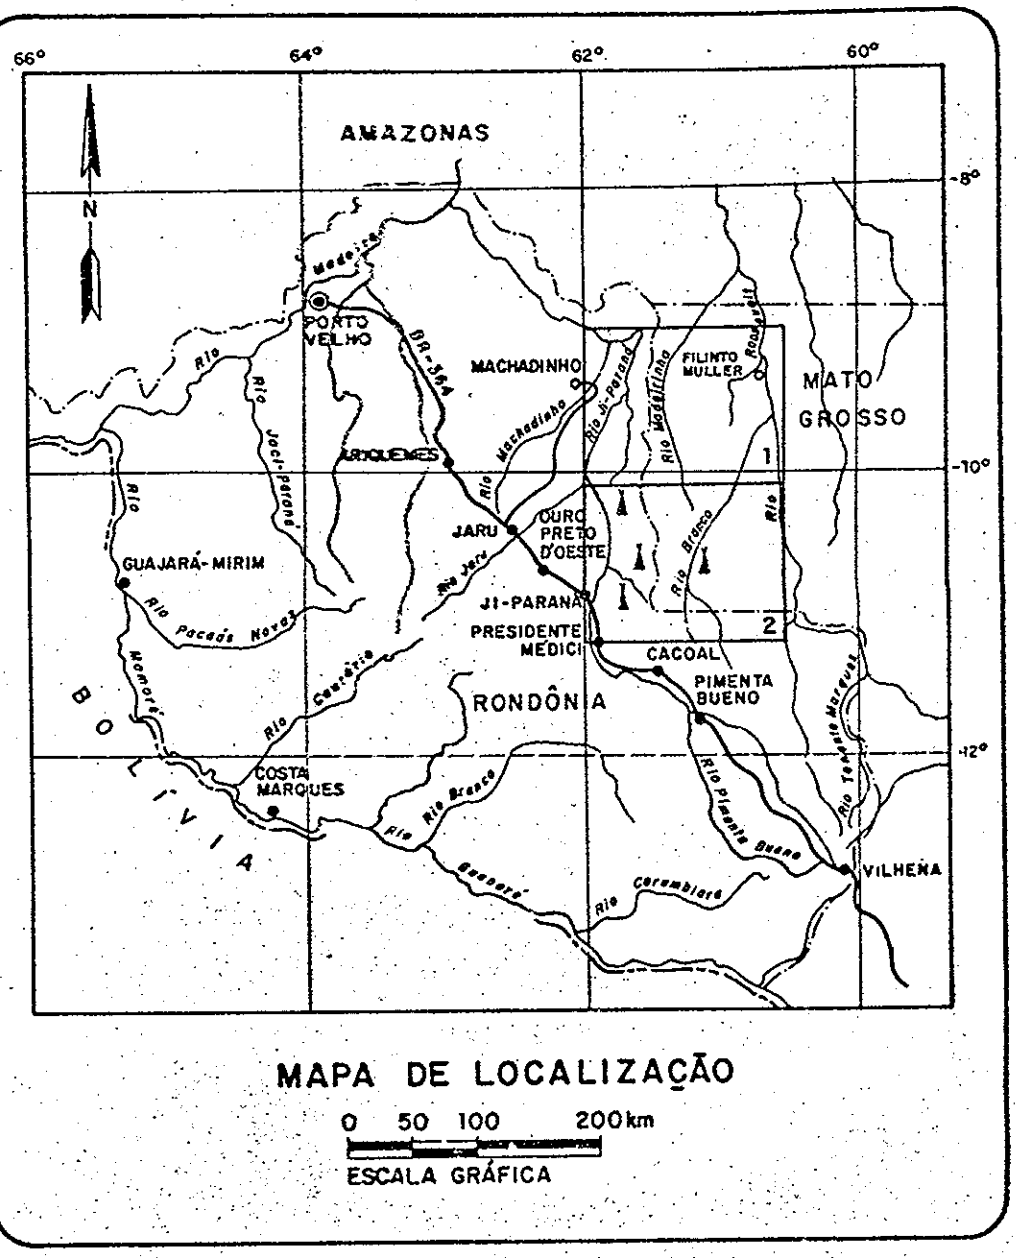 66°
64°
62°
60°
AMAZONAS
-8°
N
Madeira
PORTO
VELHO
BR-364
Rio
Rio
Jaci-Paraná
MACHADINHO
Rio Machadinho
Rio Ji-Paraná
Rio Madeirinha
FILINTO
MULLER
Roosevelt
MATO
GROSSO
1
-10°
ARIQUEMES
Rio
JARU
OURO
PRETO
D'OESTE
Rio Jaru
Rio Branco
Rio
GUAJARÁ-MIRIM
Rio Pacaás Novas
JI-PARANÁ
PRESIDENTE
MÉDICI
2
CACOAL
PIMENTA
BUENO
RONDÔNIA
Mamoré
BOLÍVIA
Rio Cautário
COSTA
MARQUES
Rio Branco
Rio Tenente Marques
-12°
Rio Pimenta Bueno
Rio
Guaporé
Rio Corumbiara
VILHENA
MAPA DE LOCALIZAÇÃO
0 50 100 200km
ESCALA GRÁFICA